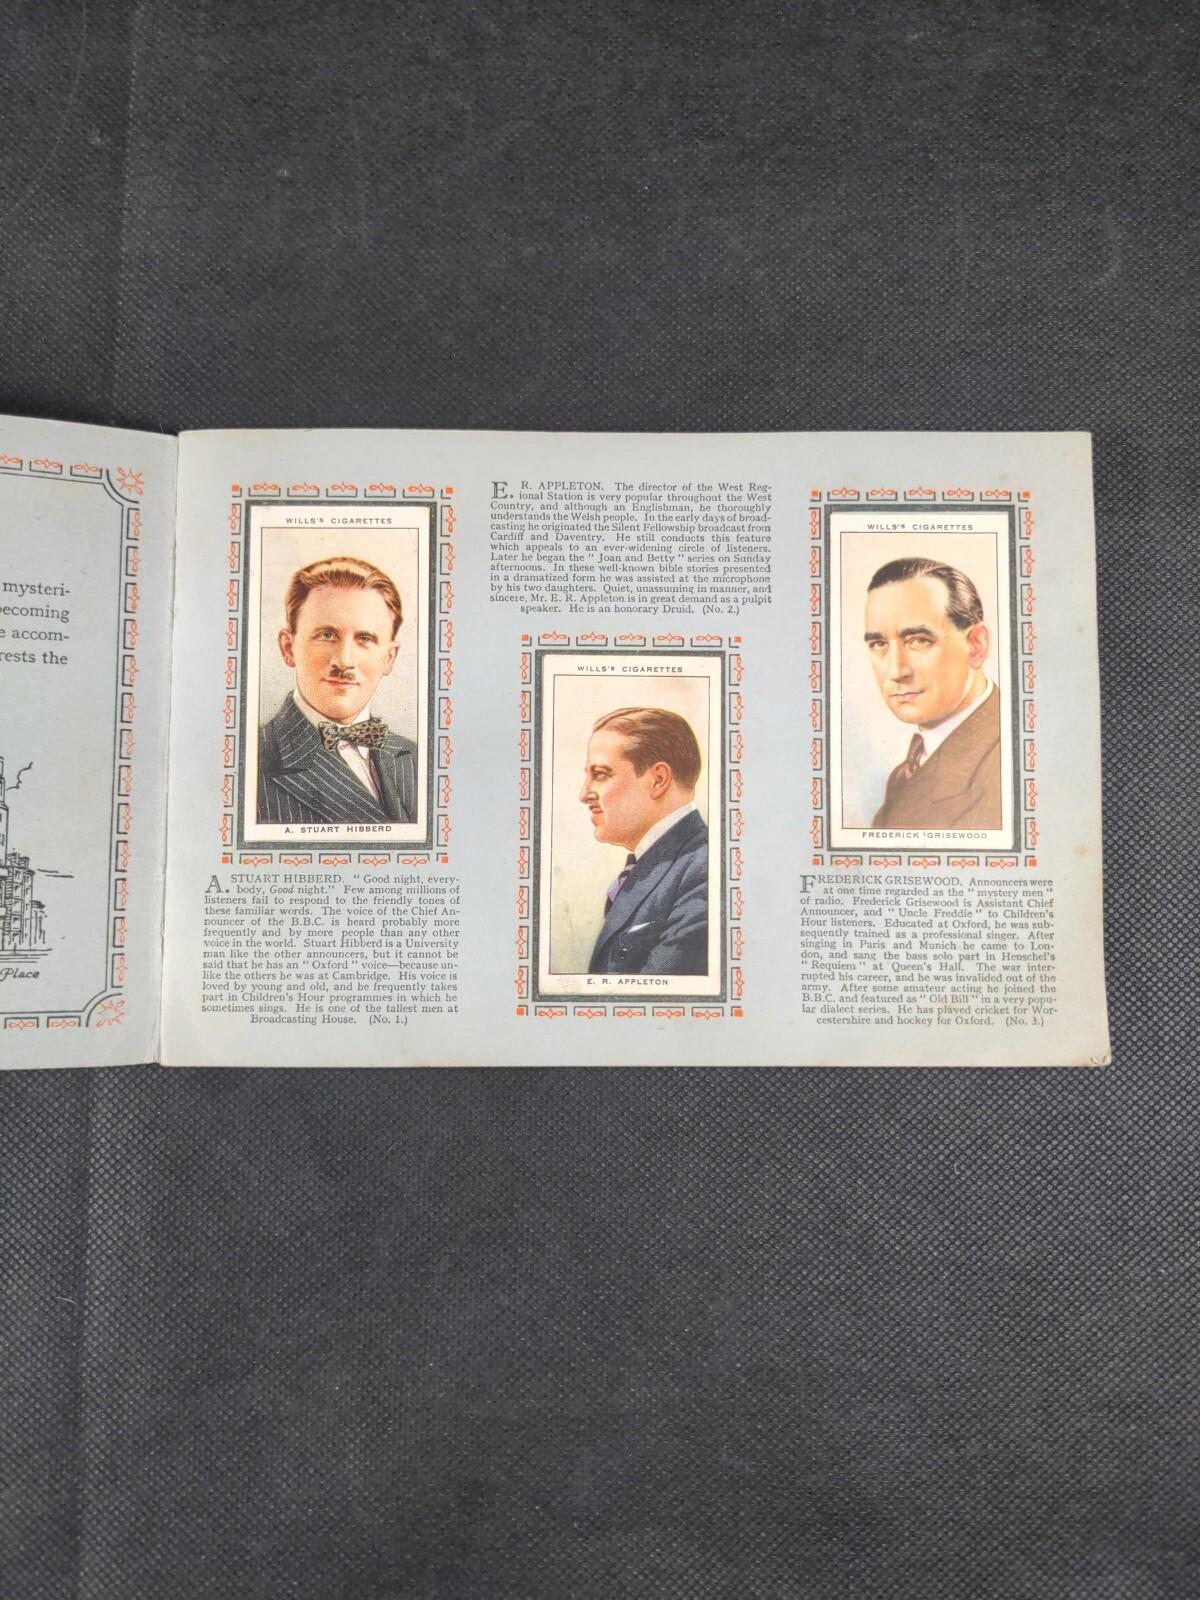 mysteri-
ecoming
e accom-
rests the
Place
WILL'S CIGARETTES
A. STUART HIBBERD
A. STUART HIBBERD. "Good night, every-
body, Good night." Few among millions of
listeners fail to respond to the friendly tones of
these familiar words. The voice of the Chief An-
nouncer of the B.B.C. is heard probably more
frequently and by more people than any other
voice in the world. Stuart Hibberd is a University
man like the other announcers, but it cannot be
said that he has an "Oxford" voice—because un-
like the others he was at Cambridge. His voice is
loved by young and old, and he frequently takes
part in Children's Hour programmes in which he
sometimes sings. He is one of the tallest men at
Broadcasting House. (No. 1.)
E. R. APPLETON. The director of the West Reg-
ional Station is very popular throughout the West
Country, and although an Englishman, he thoroughly
understands the Welsh people. In the early days of broad-
casting he originated the Silent Fellowship broadcast from
Cardiff and Daventry. He still conducts this feature
which appeals to an ever-widening circle of listeners.
Later he began the "Joan and Betty" series on Sunday
afternoons. In these well-known bible stories presented
in a dramatized form he was assisted at the microphone
by his two daughters. Quiet, unassuming in manner, and
sincere, Mr. E. R. Appleton is in great demand as a pulpit
speaker. He is an honorary Druid. (No. 2.)
WILLS'S CIGARETTES
E. R. APPLETON
WILLS'S CIGARETTES
FREDERICK GRISEWOOD
FREDERICK GRISEWOOD. Announcers were
at one time regarded as the "mystery men"
of radio. Frederick Grisewood is Assistant Chief
Announcer, and "Uncle Freddie" to Children's
Hour listeners. Educated at Oxford, he was sub-
sequently trained as a professional singer. After
singing in Paris and Munich he came to Lon-
don, and sang the bass solo part in Henschel's
"Requiem" at Queen's Hall. The war inter-
rupted his career, and he was invalided out of the
army. After some amateur acting he joined the
B.B.C. and featured as "Old Bill" in a very popu-
lar dialect series. He has played cricket for Wor-
cestershire and hockey for Oxford. (No. 3.)